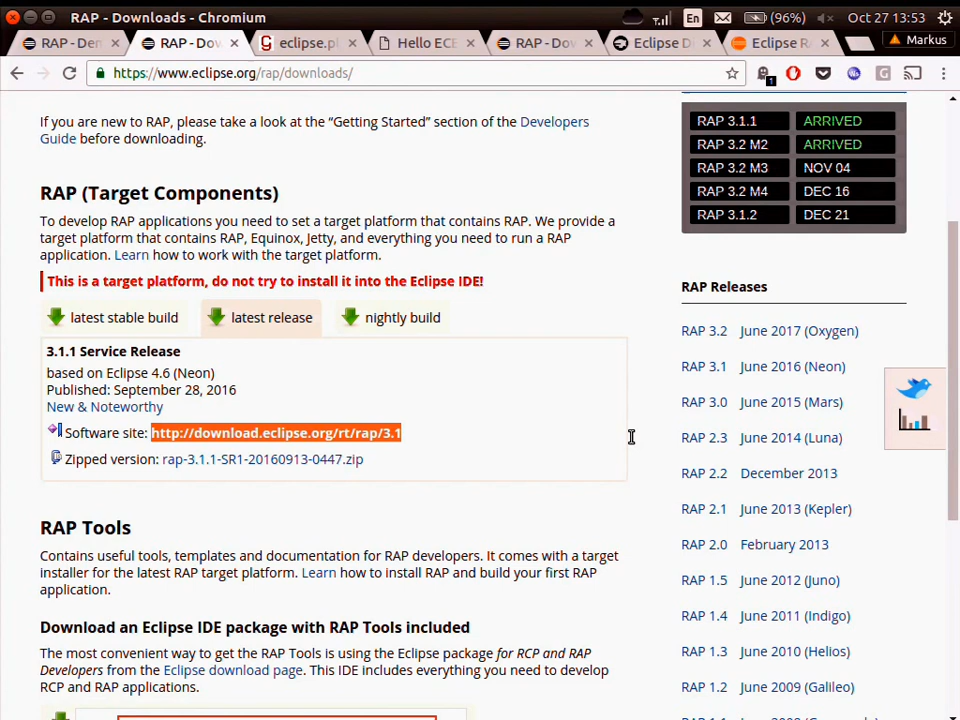 RAP - Downloads - Chromium
En
(96%)
Oct 27 13:53
RAP - Den
RAP - Dow
eclipse.pl
Hello ECE
RAP - Dow
Eclipse D
Eclipse R
Markus
https://www.eclipse.org/rap/downloads/
1
If you are new to RAP, please take a look at the “Getting Started” section of the Developers
Guide before downloading.
RAP (Target Components)
To develop RAP applications you need to set a target platform that contains RAP. We provide a
target platform that contains RAP, Equinox, Jetty, and everything you need to run a RAP
application. Learn how to work with the target platform.
This is a target platform, do not try to install it into the Eclipse IDE!
latest stable build
latest release
nightly build
3.1.1 Service Release
based on Eclipse 4.6 (Neon)
Published: September 28, 2016
New & Noteworthy
Software site: http://download.eclipse.org/rt/rap/3.1
Zipped version: rap-3.1.1-SR1-20160913-0447.zip
RAP Tools
Contains useful tools, templates and documentation for RAP developers. It comes with a target
installer for the latest RAP target platform. Learn how to install RAP and build your first RAP
application.
Download an Eclipse IDE package with RAP Tools included
The most convenient way to get the RAP Tools is using the Eclipse package for RCP and RAP
Developers from the Eclipse download page. This IDE includes everything you need to develop
RCP and RAP applications.
RAP 3.1.1 ARRIVED
RAP 3.2 M2 ARRIVED
RAP 3.2 M3 NOV 04
RAP 3.2 M4 DEC 16
RAP 3.1.2 DEC 21
RAP Releases
RAP 3.2 June 2017 (Oxygen)
RAP 3.1 June 2016 (Neon)
RAP 3.0 June 2015 (Mars)
RAP 2.3 June 2014 (Luna)
RAP 2.2 December 2013
RAP 2.1 June 2013 (Kepler)
RAP 2.0 February 2013
RAP 1.5 June 2012 (Juno)
RAP 1.4 June 2011 (Indigo)
RAP 1.3 June 2010 (Helios)
RAP 1.2 June 2009 (Galileo)